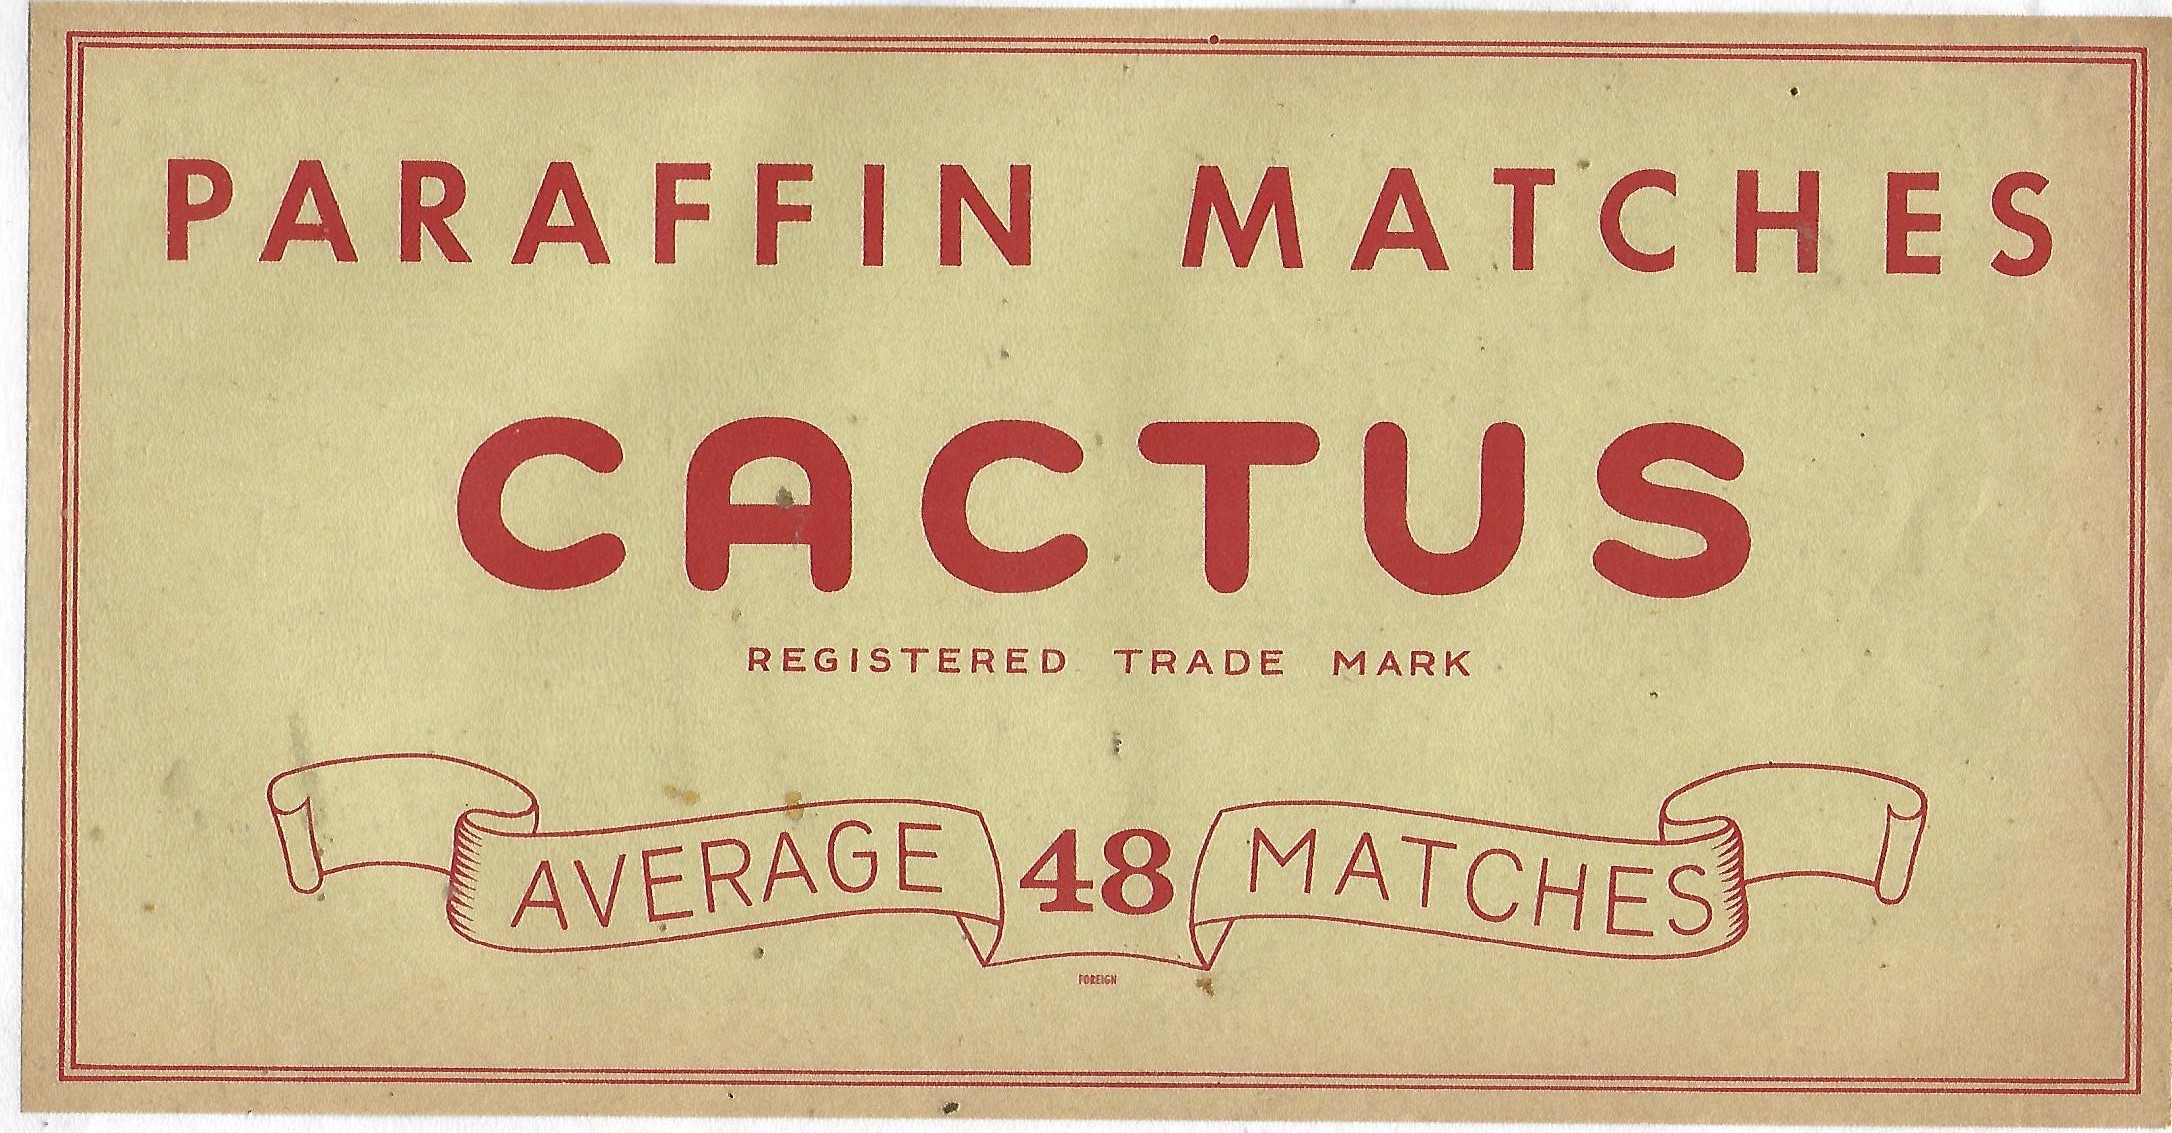 PARAFFIN MATCHES
CACTUS
REGISTERED TRADE MARK
AVERAGE 48 MATCHES
FOREIGN